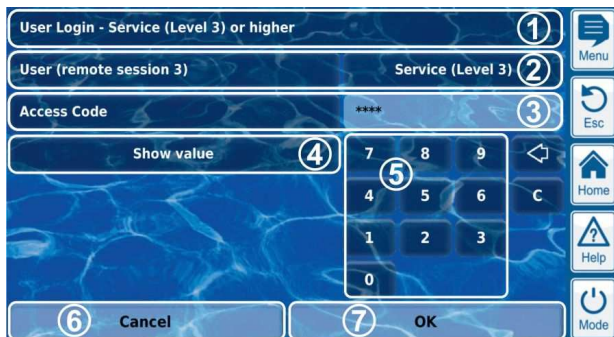 User Login - Service (Level 3) or higher 1
Menu
User (remote session 3) Service (Level 3) 2
Access Code **** 3
Esc
Show value 4
7 8 9
5
4 5 6 C
Home
1 2 3
Help
0
6 Cancel 7 OK
Mode